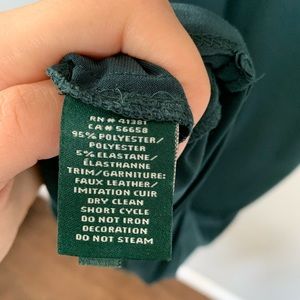 RN # 41381
CA # 56658
95% POLYESTER/
POLYESTER
5% ELASTANE/
ÉLASTHANNE
TRIM/GARNITURE:
FAUX LEATHER/
IMITATION CUIR
DRY CLEAN
SHORT CYCLE
DO NOT IRON
DECORATION
DO NOT STEAM